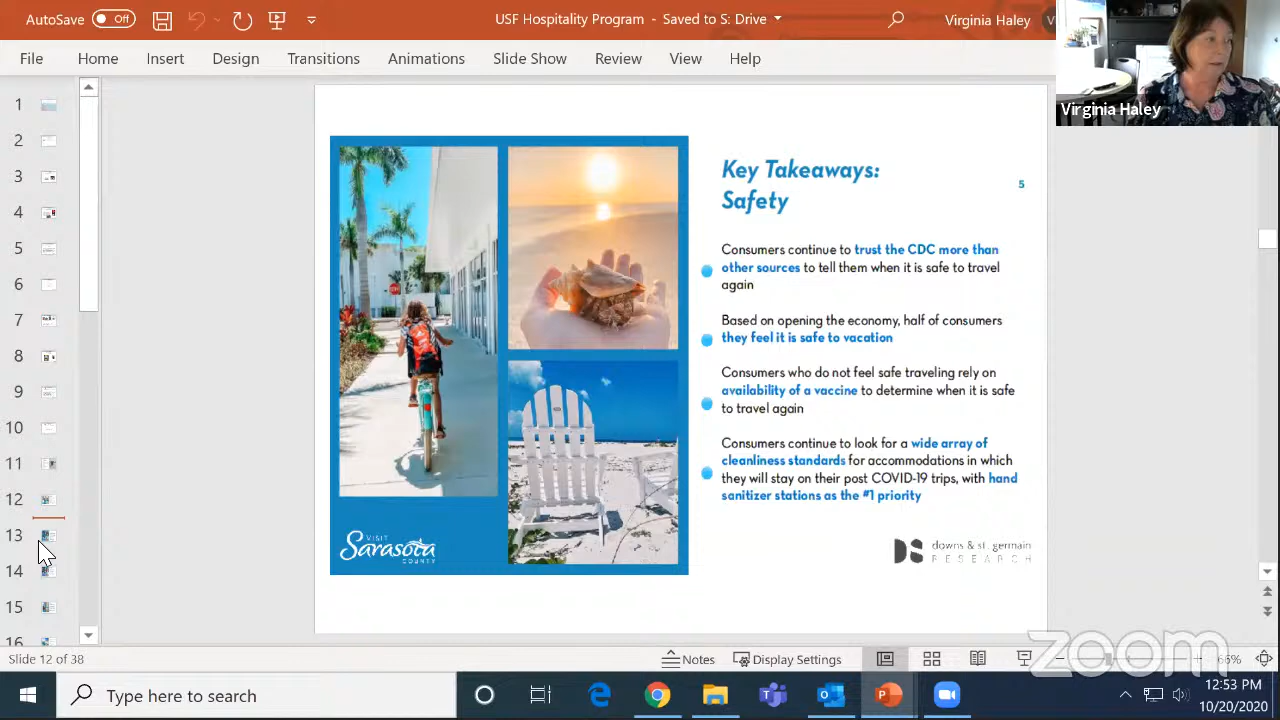 AutoSave Off
USF Hospitality Program - Saved to S: Drive
Virginia Haley
File Home Insert Design Transitions Animations Slide Show Review View Help
Virginia Haley
1
2
3
4
5
6
7
8
9
10
11
12
13
14
15
16
Key Takeaways:
Safety
5
Consumers continue to trust the CDC more than
other sources to tell them when it is safe to travel
again
Based on opening the economy, half of consumers
they feel it is safe to vacation
Consumers who do not feel safe traveling rely on
availability of a vaccine to determine when it is safe
to travel again
Consumers continue to look for a wide array of
cleanliness standards for accommodations in which
they will stay on their post COVID-19 trips, with hand
sanitizer stations as the #1 priority
VISIT
Sarasota
COUNTY
DS downs & st. germain
RESEARCH
zoom
Slide 12 of 38
Notes
Display Settings
66%
Type here to search
12:53 PM
10/20/2020